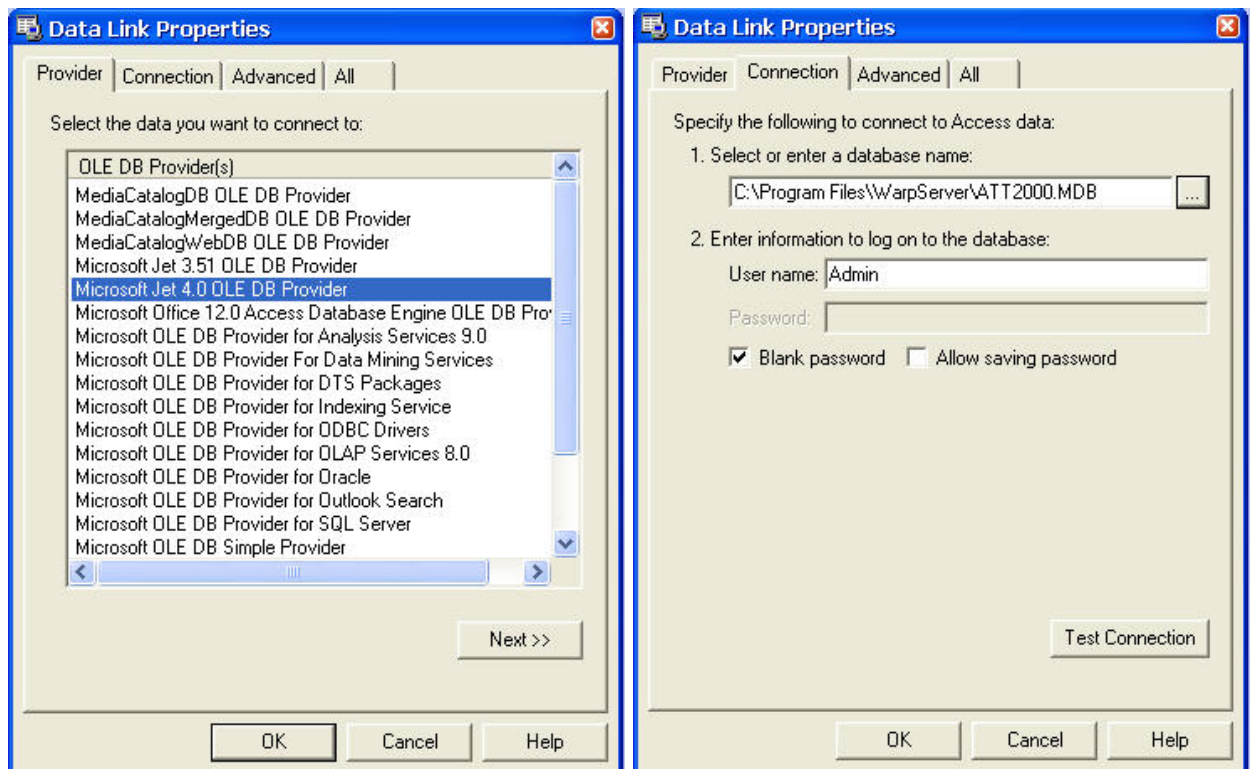 Data Link Properties
Provider Connection Advanced All
Select the data you want to connect to:
OLE DB Provider(s)
MediaCatalogDB OLE DB Provider
MediaCatalogMergedDB OLE DB Provider
MediaCatalogWebDB OLE DB Provider
Microsoft Jet 3.51 OLE DB Provider
Microsoft Jet 4.0 OLE DB Provider
Microsoft Office 12.0 Access Database Engine OLE DB Pro
Microsoft OLE DB Provider for Analysis Services 9.0
Microsoft OLE DB Provider For Data Mining Services
Microsoft OLE DB Provider for DTS Packages
Microsoft OLE DB Provider for Indexing Service
Microsoft OLE DB Provider for ODBC Drivers
Microsoft OLE DB Provider for OLAP Services 8.0
Microsoft OLE DB Provider for Oracle
Microsoft OLE DB Provider for Outlook Search
Microsoft OLE DB Provider for SQL Server
Microsoft OLE DB Simple Provider
Next >>
OK Cancel Help
Data Link Properties
Provider Connection Advanced All
Specify the following to connect to Access data:
1. Select or enter a database name:
C:\Program Files\WarpServer\ATT2000.MDB ...
2. Enter information to log on to the database:
User name: Admin
Password:
Blank password Allow saving password
Test Connection
OK Cancel Help